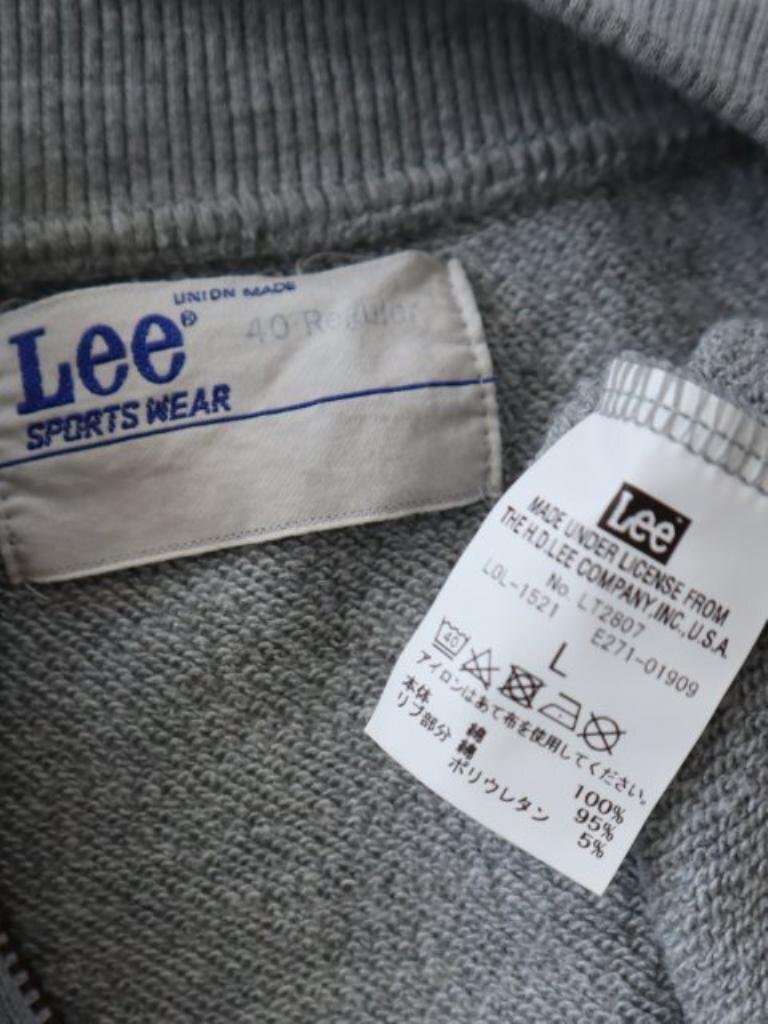 UNION MADE
Lee®
40 Regular
SPORTS WEAR
Lee
MADE UNDER LICENSE FROM
THE H.D.LEE COMPANY,INC.,U.S.A.
No. LT2807
LOL-1521 E271-01909
L
40
アイロンはあて布を使用してください。
本体 綿 100%
リブ部分 綿 95%
ポリウレタン 5%